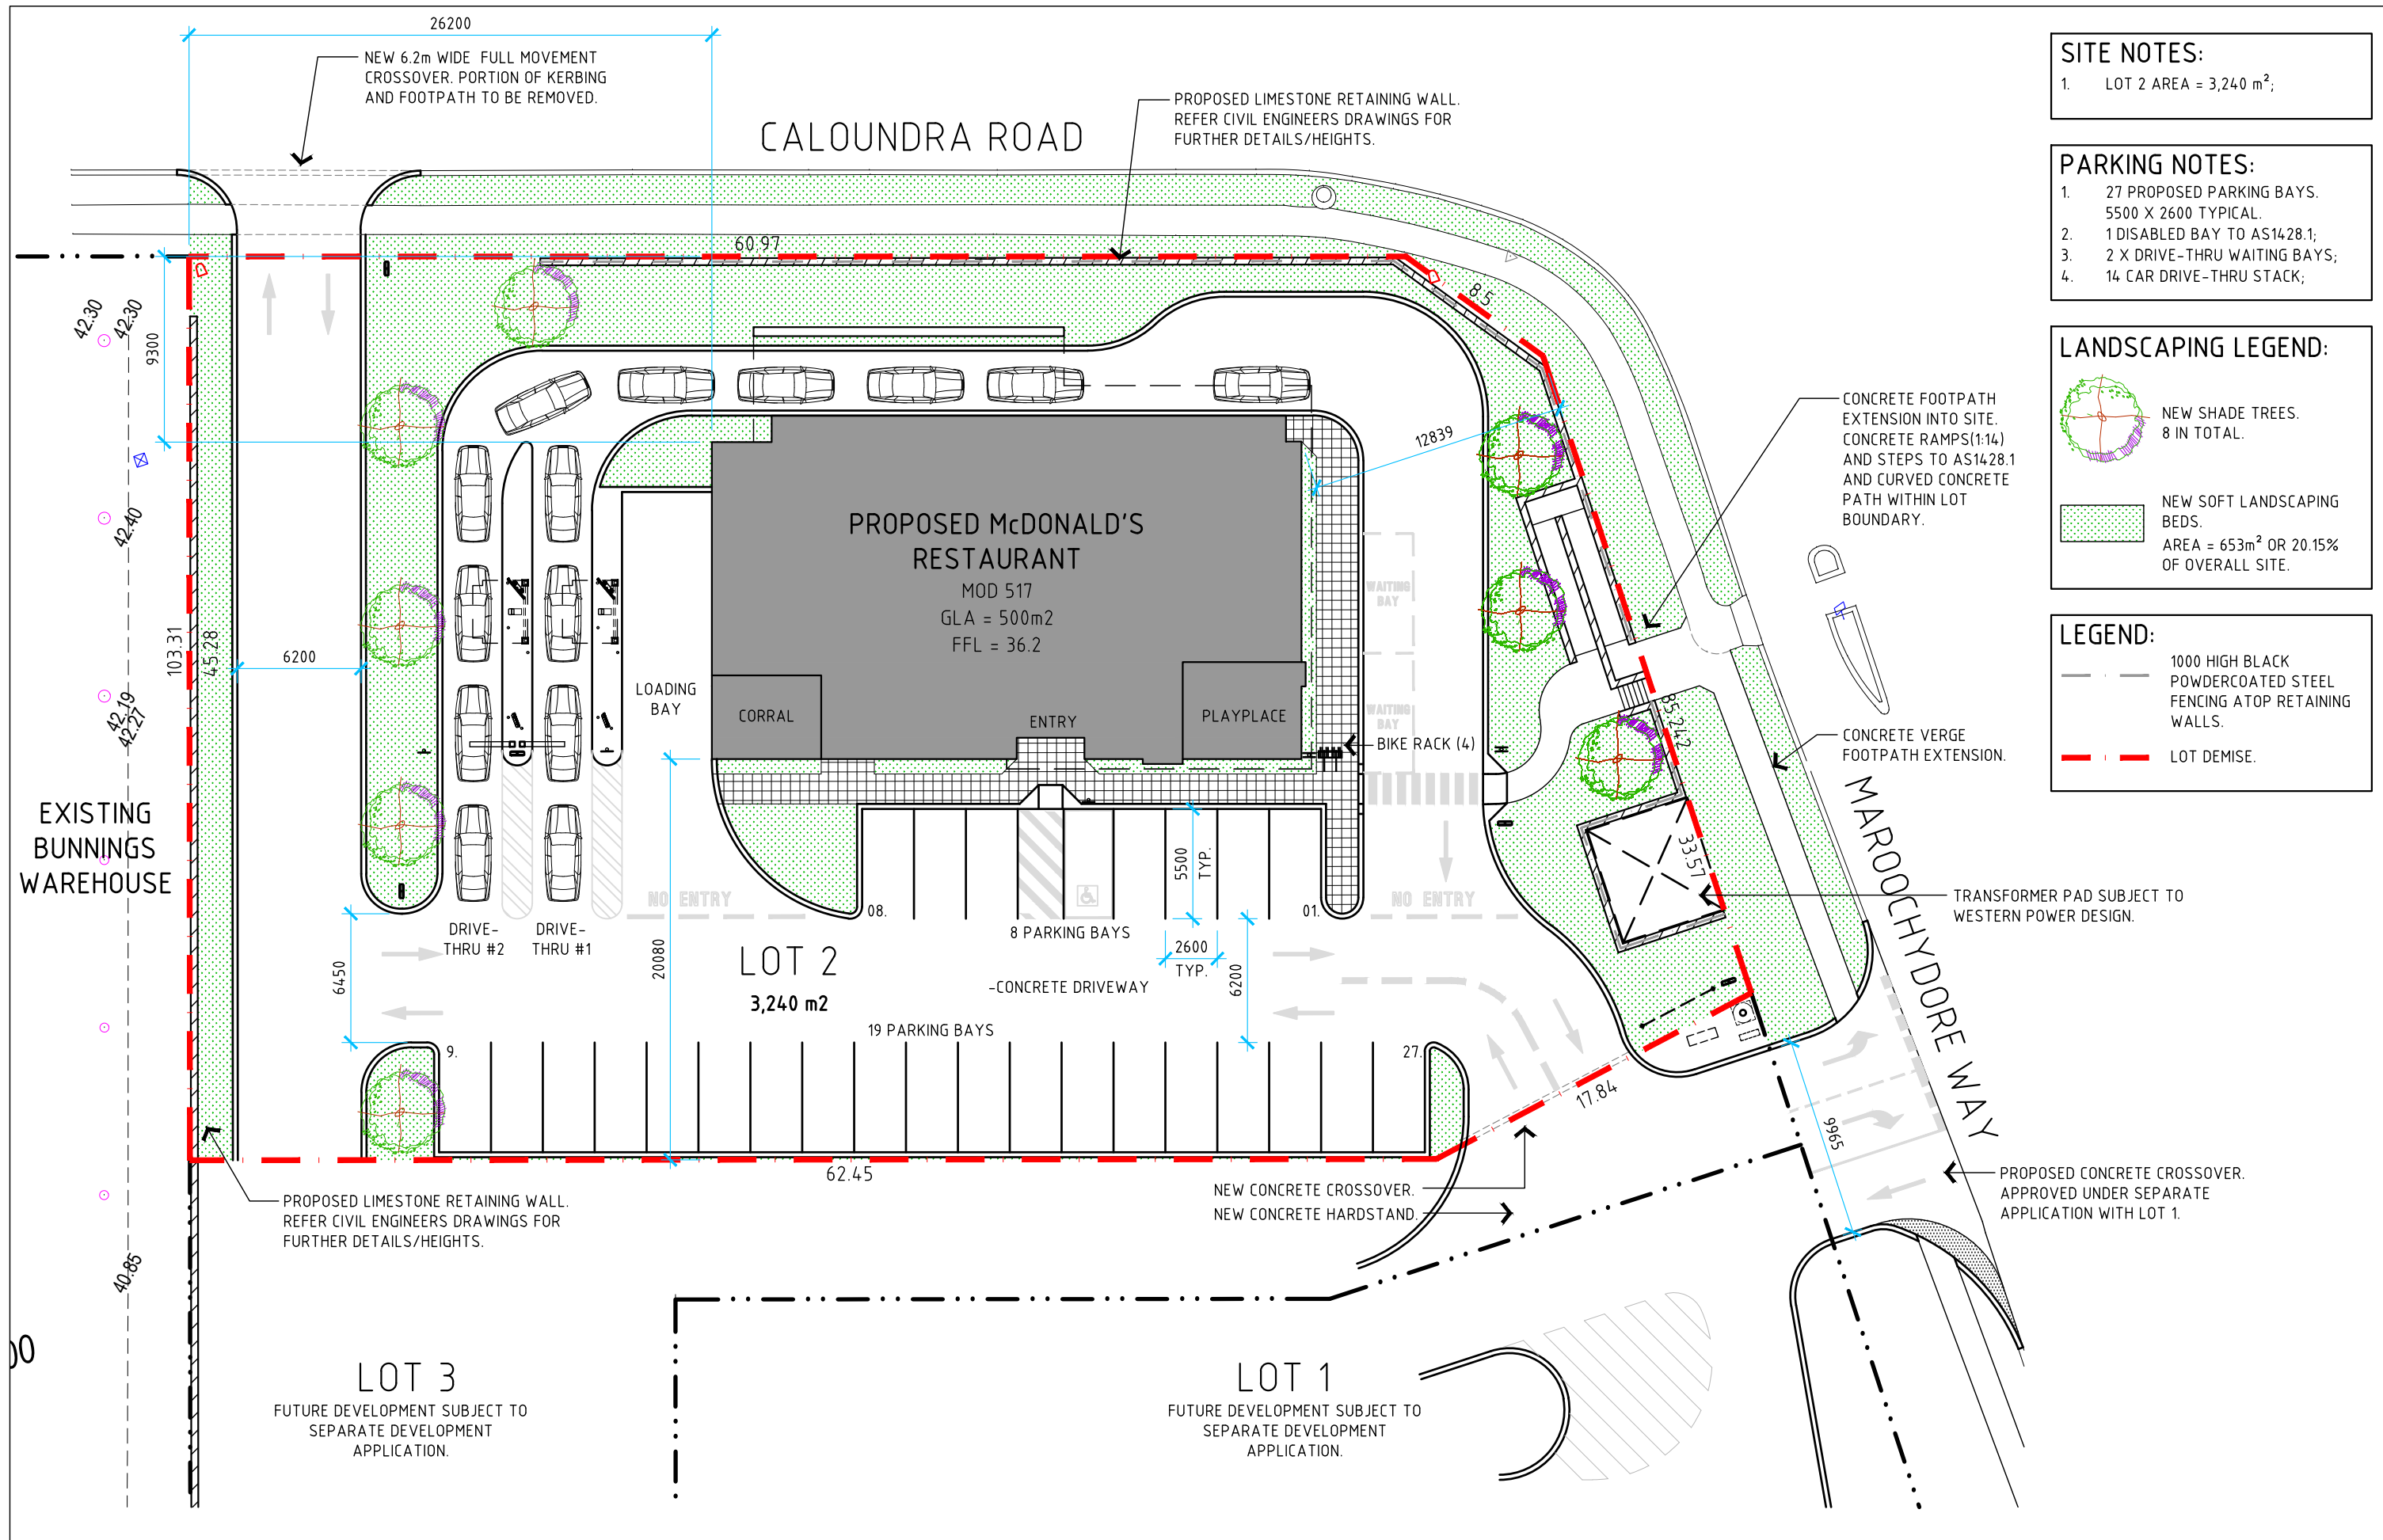 26200
NEW 6.2m WIDE FULL MOVEMENT
CROSSOVER. PORTION OF KERBING
AND FOOTPATH TO BE REMOVED.
CALOUNDRA ROAD
PROPOSED LIMESTONE RETAINING WALL.
REFER CIVIL ENGINEERS DRAWINGS FOR
FURTHER DETAILS/HEIGHTS.
SITE NOTES:
1. LOT 2 AREA = 3,240 m²;
PARKING NOTES:
1. 27 PROPOSED PARKING BAYS.
5500 X 2600 TYPICAL.
2. 1 DISABLED BAY TO AS1428.1;
3. 2 X DRIVE-THRU WAITING BAYS;
4. 14 CAR DRIVE-THRU STACK;
LANDSCAPING LEGEND:
NEW SHADE TREES.
8 IN TOTAL.
NEW SOFT LANDSCAPING
BEDS.
AREA = 653m² OR 20.15%
OF OVERALL SITE.
LEGEND:
1000 HIGH BLACK
POWDERCOATED STEEL
FENCING ATOP RETAINING
WALLS.
LOT DEMISE.
60.97
8.5
42.30
42.30
9300
12839
CONCRETE FOOTPATH
EXTENSION INTO SITE.
CONCRETE RAMPS(1:14)
AND STEPS TO AS1428.1
AND CURVED CONCRETE
PATH WITHIN LOT
BOUNDARY.
42.40
PROPOSED McDONALD'S
RESTAURANT
MOD 517
GLA = 500m2
FFL = 36.2
WAITING
BAY
103.31
45.28
6200
LOADING
BAY
CORRAL
ENTRY
PLAYPLACE
WAITING
BAY
BIKE RACK (4)
42.19
42.27
85.242
CONCRETE VERGE
FOOTPATH EXTENSION.
MAROOCHYDORE WAY
EXISTING
BUNNINGS
WAREHOUSE
5500
TYP.
33.57
NO ENTRY
NO ENTRY
08.
01.
TRANSFORMER PAD SUBJECT TO
WESTERN POWER DESIGN.
DRIVE-
THRU #2
DRIVE-
THRU #1
8 PARKING BAYS
2600
TYP.
6450
20080
6200
LOT 2
3,240 m2
-CONCRETE DRIVEWAY
19 PARKING BAYS
9.
27.
17.84
9965
62.45
PROPOSED LIMESTONE RETAINING WALL.
REFER CIVIL ENGINEERS DRAWINGS FOR
FURTHER DETAILS/HEIGHTS.
NEW CONCRETE CROSSOVER.
NEW CONCRETE HARDSTAND.
PROPOSED CONCRETE CROSSOVER.
APPROVED UNDER SEPARATE
APPLICATION WITH LOT 1.
40.85
LOT 3
FUTURE DEVELOPMENT SUBJECT TO
SEPARATE DEVELOPMENT
APPLICATION.
LOT 1
FUTURE DEVELOPMENT SUBJECT TO
SEPARATE DEVELOPMENT
APPLICATION.